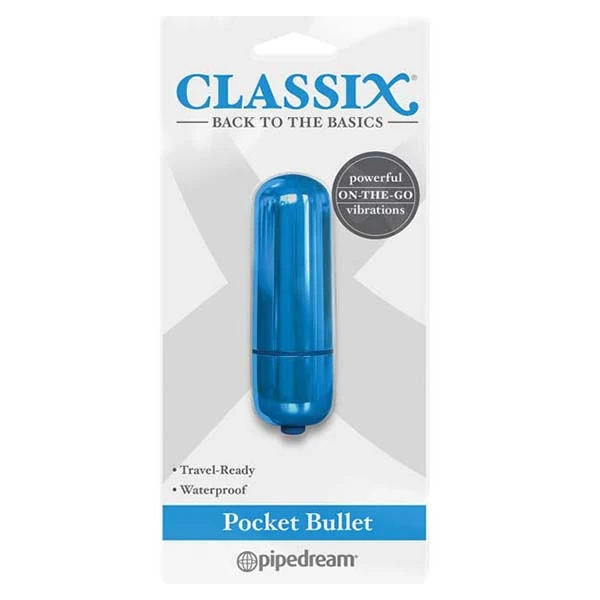 CLASSIX®
BACK TO THE BASICS
powerful
ON-THE-GO
vibrations
• Travel-Ready
• Waterproof
Pocket Bullet
pipedream®